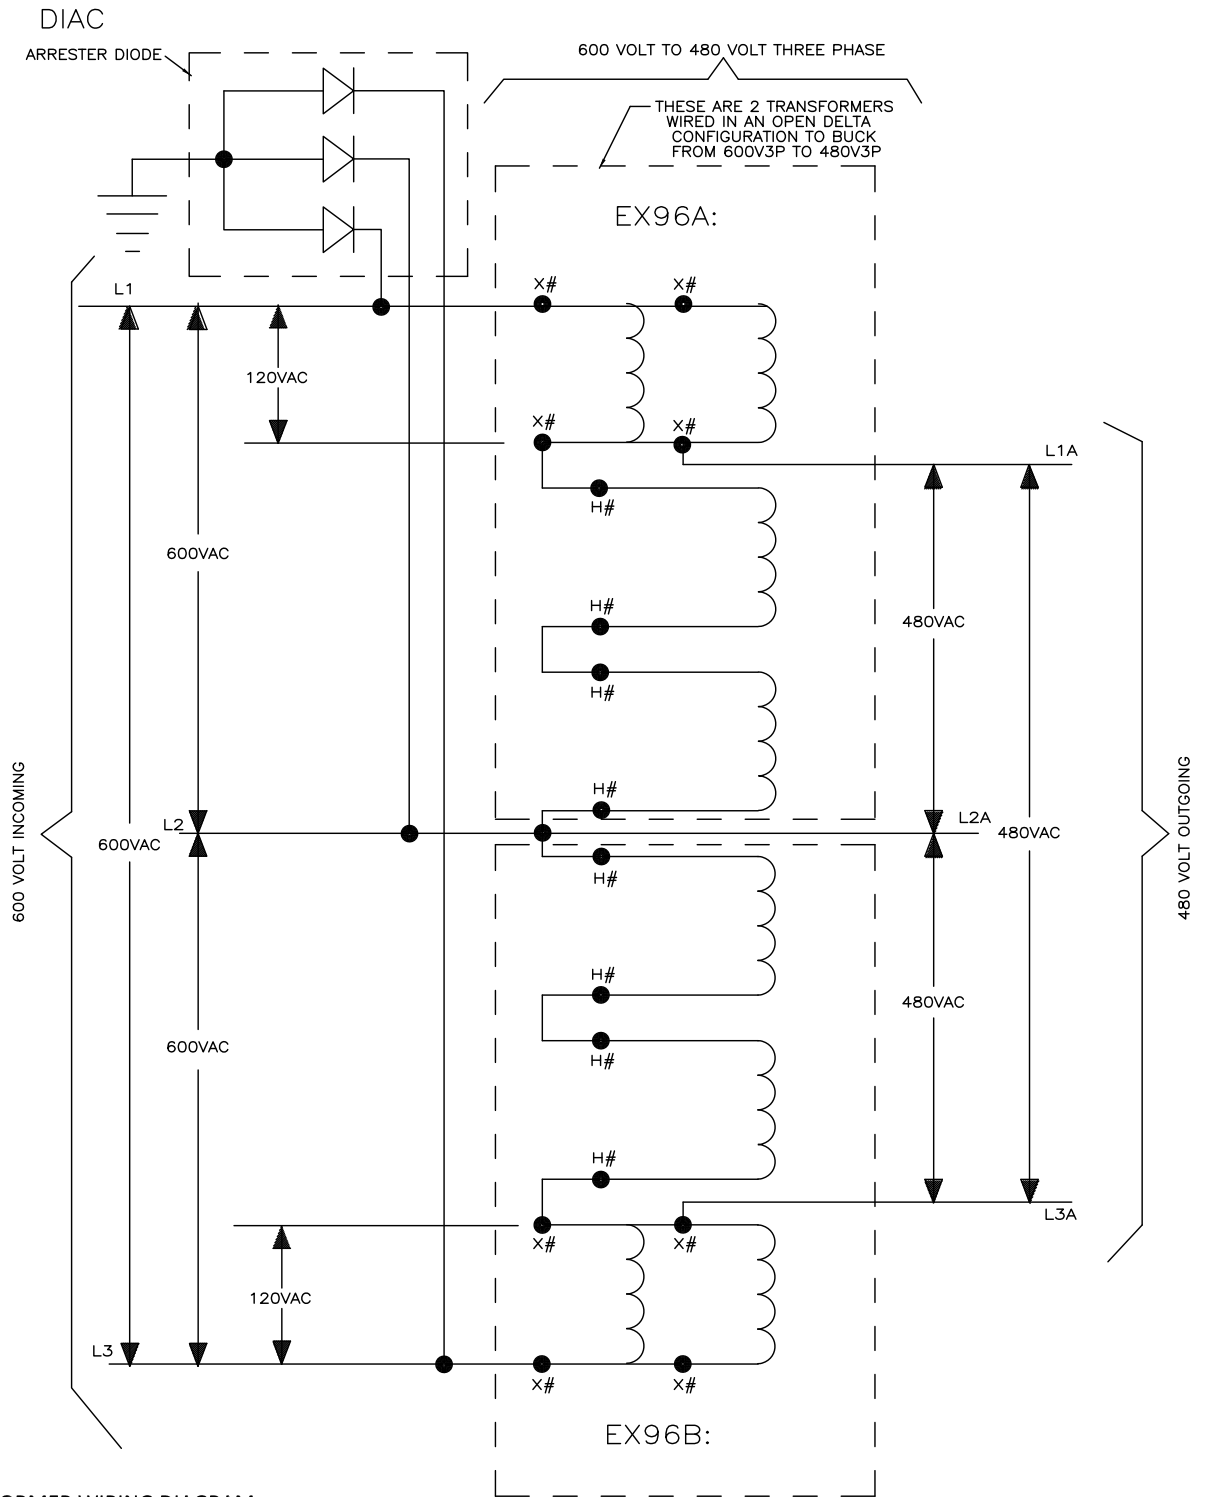 DIAC
ARRESTER DIODE
600 VOLT TO 480 VOLT THREE PHASE
THESE ARE 2 TRANSFORMERS
WIRED IN AN OPEN DELTA
CONFIGURATION TO BUCK
FROM 600V3P TO 480V3P
EX96A:
L1
X#
X#
120VAC
X#
X#
L1A
H#
600VAC
H#
480VAC
H#
600 VOLT INCOMING
480 VOLT OUTGOING
H#
L2
L2A
600VAC
480VAC
H#
H#
480VAC
600VAC
H#
H#
L3A
X#
X#
120VAC
L3
X#
X#
EX96B:
WIRING DIAGRAM